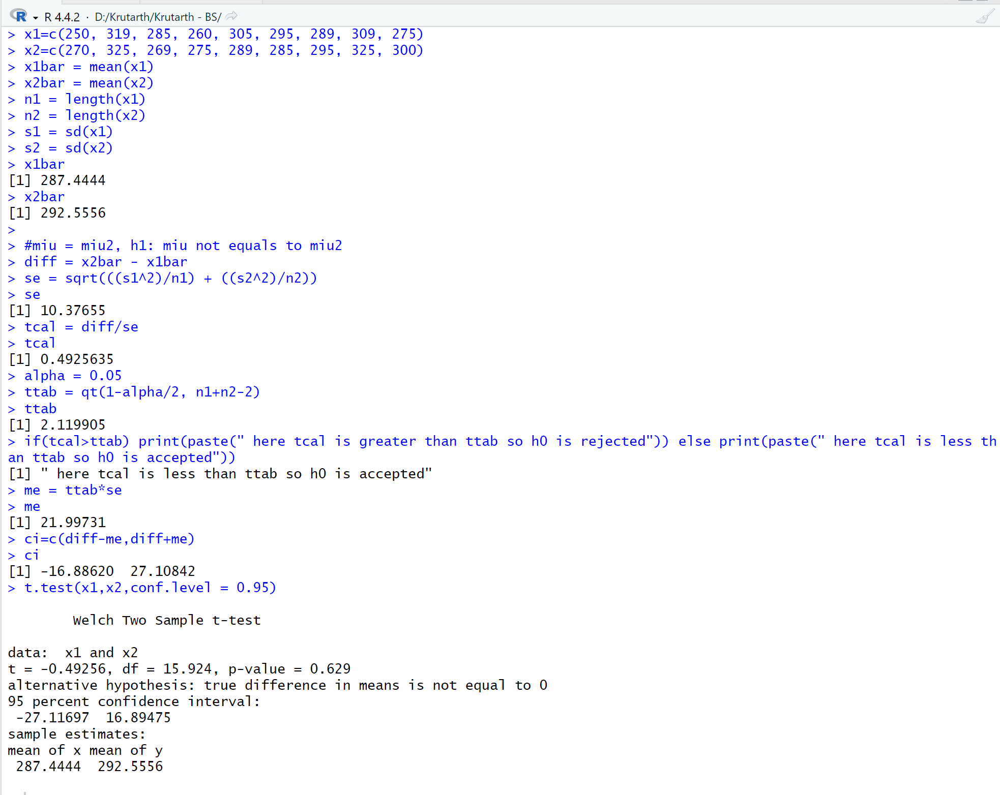 R 4.4.2 · D:/Krutarth/Krutarth - BS/
> x1=c(250, 319, 285, 260, 305, 295, 289, 309, 275)
> x2=c(270, 325, 269, 275, 289, 285, 295, 325, 300)
> x1bar = mean(x1)
> x2bar = mean(x2)
> n1 = length(x1)
> n2 = length(x2)
> s1 = sd(x1)
> s2 = sd(x2)
> x1bar
[1] 287.4444
> x2bar
[1] 292.5556
>
> #miu = miu2, h1: miu not equals to miu2
> diff = x2bar - x1bar
> se = sqrt(((s1^2)/n1) + ((s2^2)/n2))
> se
[1] 10.37655
> tcal = diff/se
> tcal
[1] 0.4925635
> alpha = 0.05
> ttab = qt(1-alpha/2, n1+n2-2)
> ttab
[1] 2.119905
> if(tcal>ttab) print(paste(" here tcal is greater than ttab so h0 is rejected")) else print(paste(" here tcal is less th
an ttab so h0 is accepted"))
[1] " here tcal is less than ttab so h0 is accepted"
> me = ttab*se
> me
[1] 21.99731
> ci=c(diff-me,diff+me)
> ci
[1] -16.88620  27.10842
> t.test(x1,x2,conf.level = 0.95)
Welch Two Sample t-test
data:  x1 and x2
t = -0.49256, df = 15.924, p-value = 0.629
alternative hypothesis: true difference in means is not equal to 0
95 percent confidence interval:
-27.11697  16.89475
sample estimates:
mean of x mean of y
287.4444  292.5556